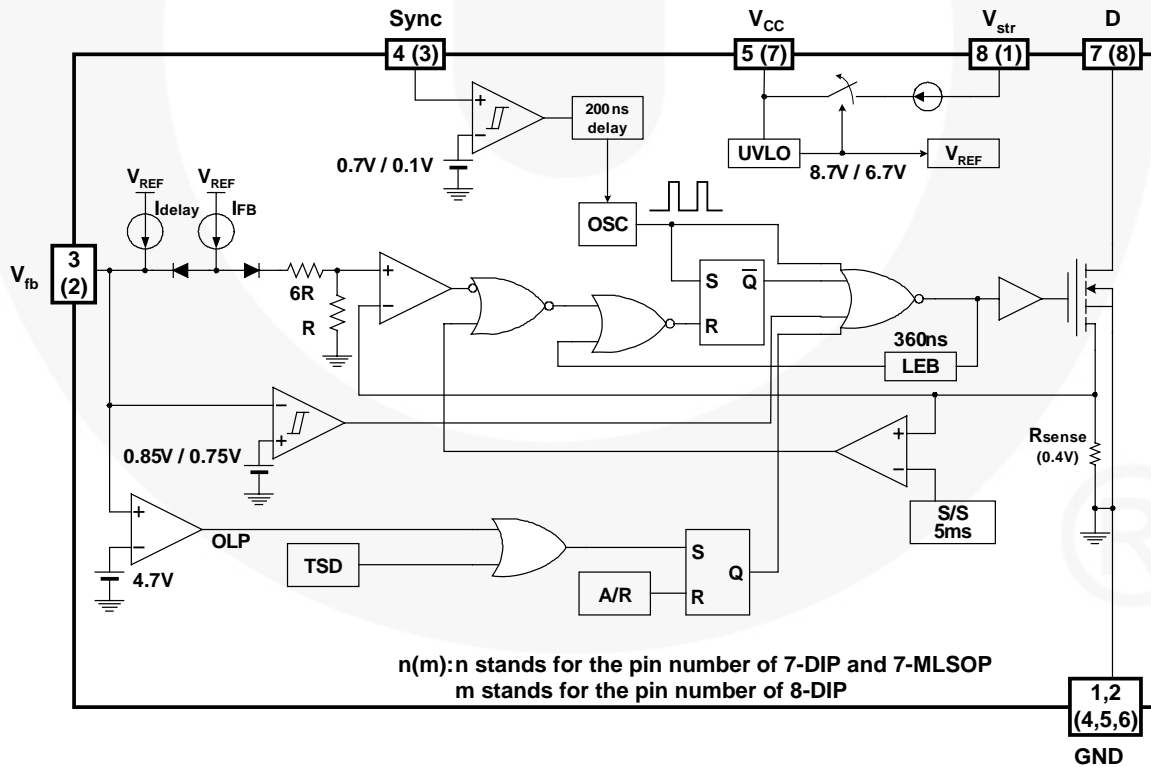 Sync
V_CC
V_str
D
4 (3)
5 (7)
8 (1)
7 (8)
+
−
200ns
delay
0.7V / 0.1V
UVLO
V_REF
8.7V / 6.7V
V_REF
V_REF
I_delay
I_FB
OSC
3
(2)
V_fb
6R
R
+
−
S
Q̅
R
360ns
LEB
−
+
0.85V / 0.75V
+
−
Rsense
(0.4V)
S/S
5ms
+
−
OLP
4.7V
TSD
S
Q
R
A/R
®
n(m): n stands for the pin number of 7-DIP and 7-MLSOP
m stands for the pin number of 8-DIP
1,2
(4,5,6)
GND